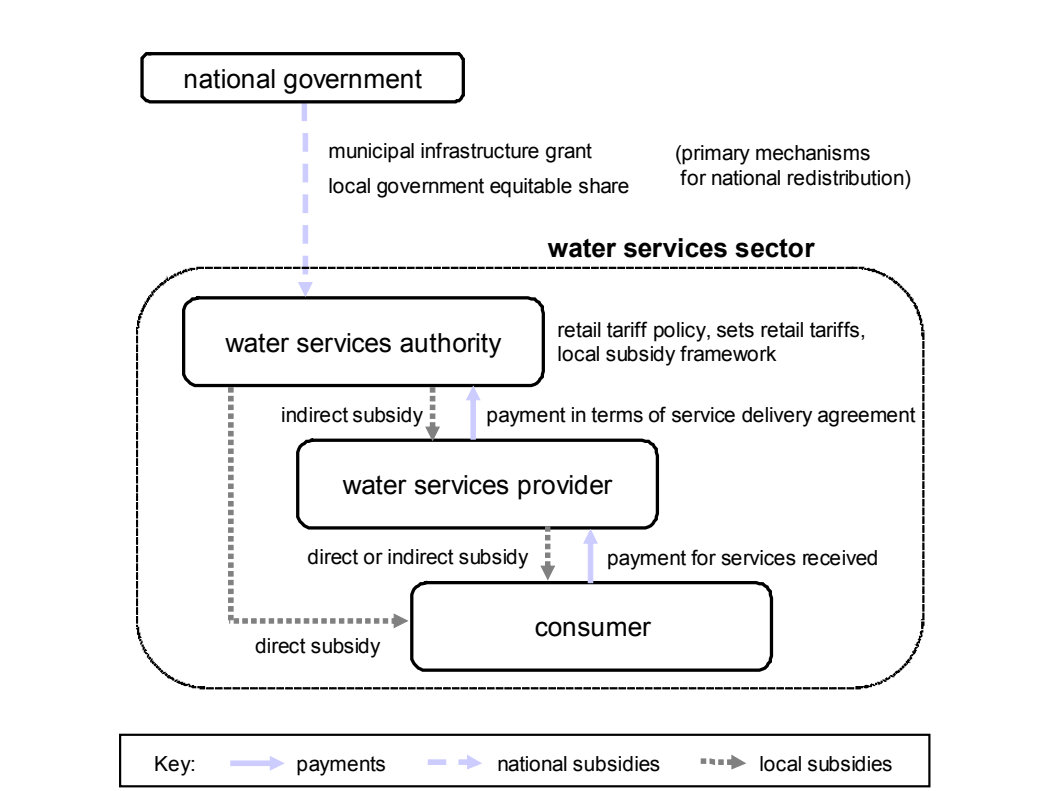 national government
municipal infrastructure grant
(primary mechanisms
local government equitable share
for national redistribution)
water services sector
water services authority
retail tariff policy, sets retail tariffs,
local subsidy framework
indirect subsidy
payment in terms of service delivery agreement
water services provider
direct or indirect subsidy
payment for services received
consumer
direct subsidy
Key:
payments
national subsidies
local subsidies